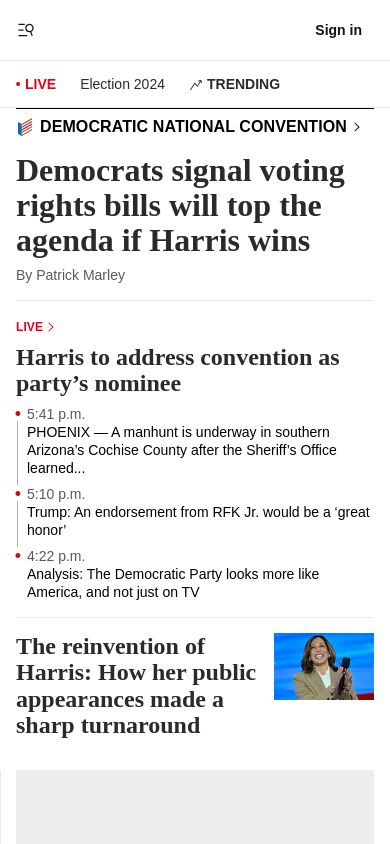 Sign in
LIVE
Election 2024
TRENDING
DEMOCRATIC NATIONAL CONVENTION
Democrats signal voting
rights bills will top the
agenda if Harris wins
By Patrick Marley
LIVE
Harris to address convention as
party’s nominee
5:41 p.m.
PHOENIX — A manhunt is underway in southern
Arizona’s Cochise County after the Sheriff’s Office
learned...
5:10 p.m.
Trump: An endorsement from RFK Jr. would be a ‘great
honor’
4:22 p.m.
Analysis: The Democratic Party looks more like
America, and not just on TV
The reinvention of
Harris: How her public
appearances made a
sharp turnaround